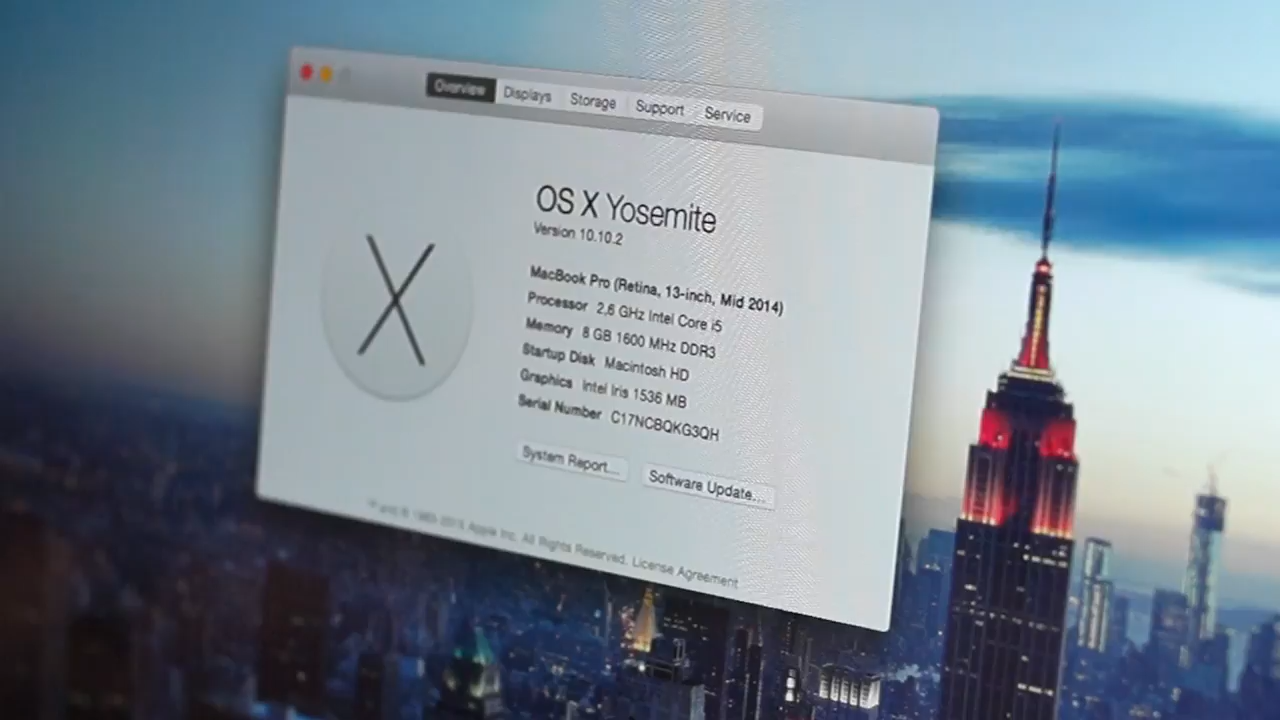 Overview Displays Storage Support Service
OS X Yosemite
Version 10.10.2
MacBook Pro (Retina, 13-inch, Mid 2014)
Processor 2,6 GHz Intel Core i5
Memory 8 GB 1600 MHz DDR3
Startup Disk Macintosh HD
Graphics Intel Iris 1536 MB
Serial Number C17NCBQKG3QH
System Report... Software Update...
© 1983-2015 Apple Inc. All Rights Reserved. License Agreement